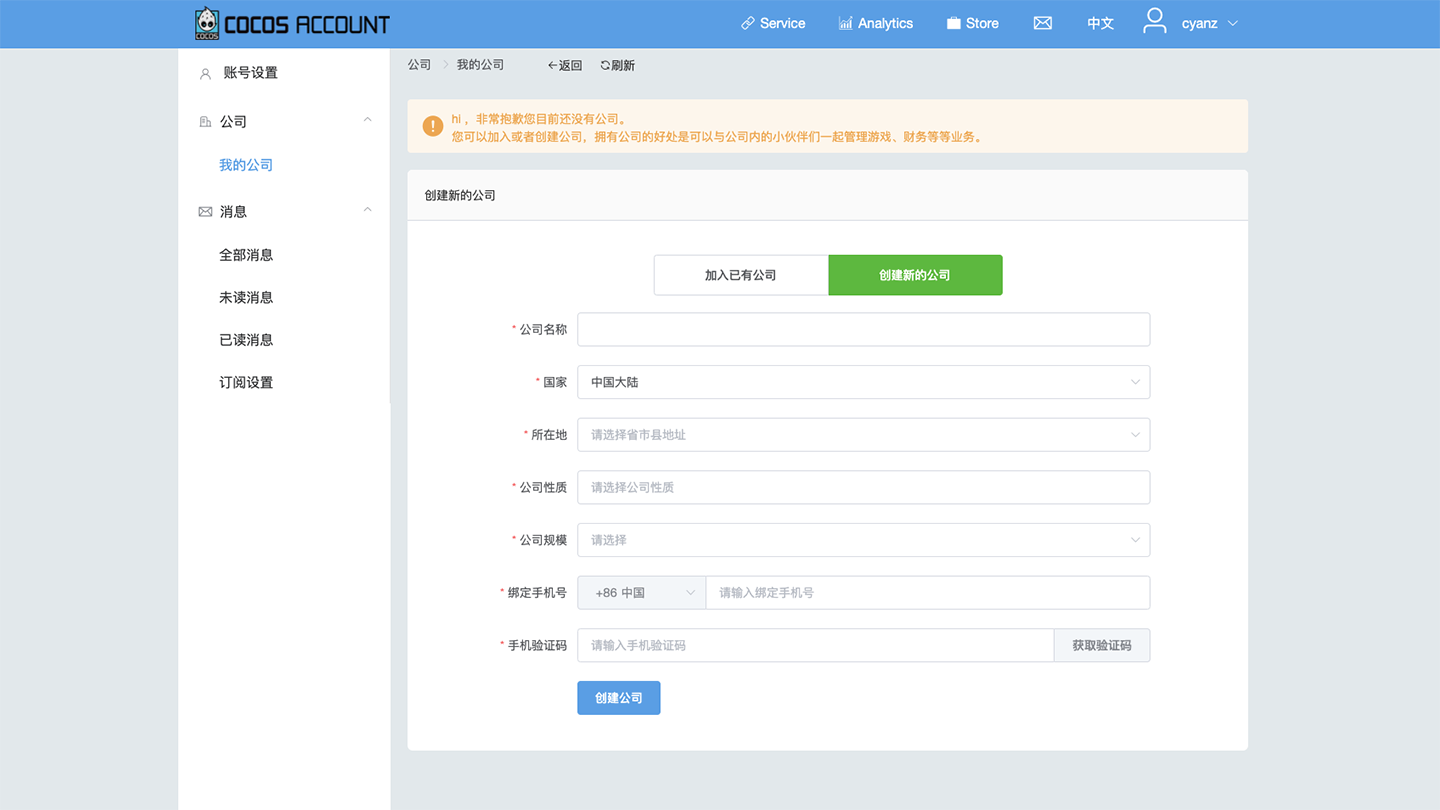 COCOS
COCOS ACCOUNT
Service
Analytics
Store
中文
cyanz
账号设置
公司
我的公司
消息
全部消息
未读消息
已读消息
订阅设置
公司
我的公司
返回
刷新
hi ，非常抱歉您目前还没有公司。
您可以加入或者创建公司，拥有公司的好处是可以与公司内的小伙伴们一起管理游戏、财务等等业务。
创建新的公司
加入已有公司
创建新的公司
* 公司名称
* 国家
中国大陆
* 所在地
请选择省市县地址
* 公司性质
请选择公司性质
* 公司规模
请选择
* 绑定手机号
+86 中国
请输入绑定手机号
* 手机验证码
请输入手机验证码
获取验证码
创建公司